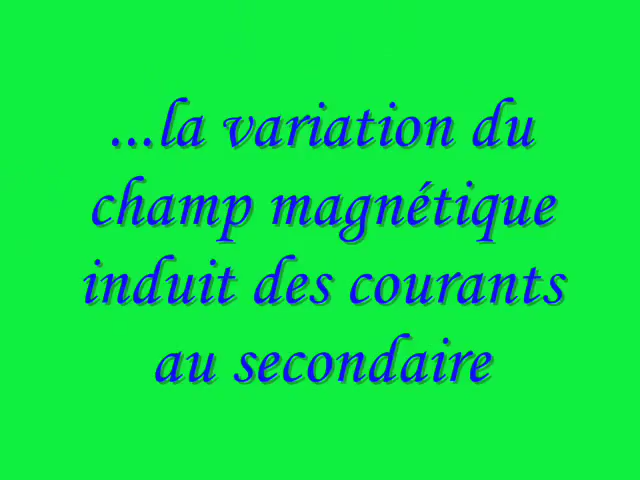 ...la variation du
champ magnétique
induit des courants
au secondaire